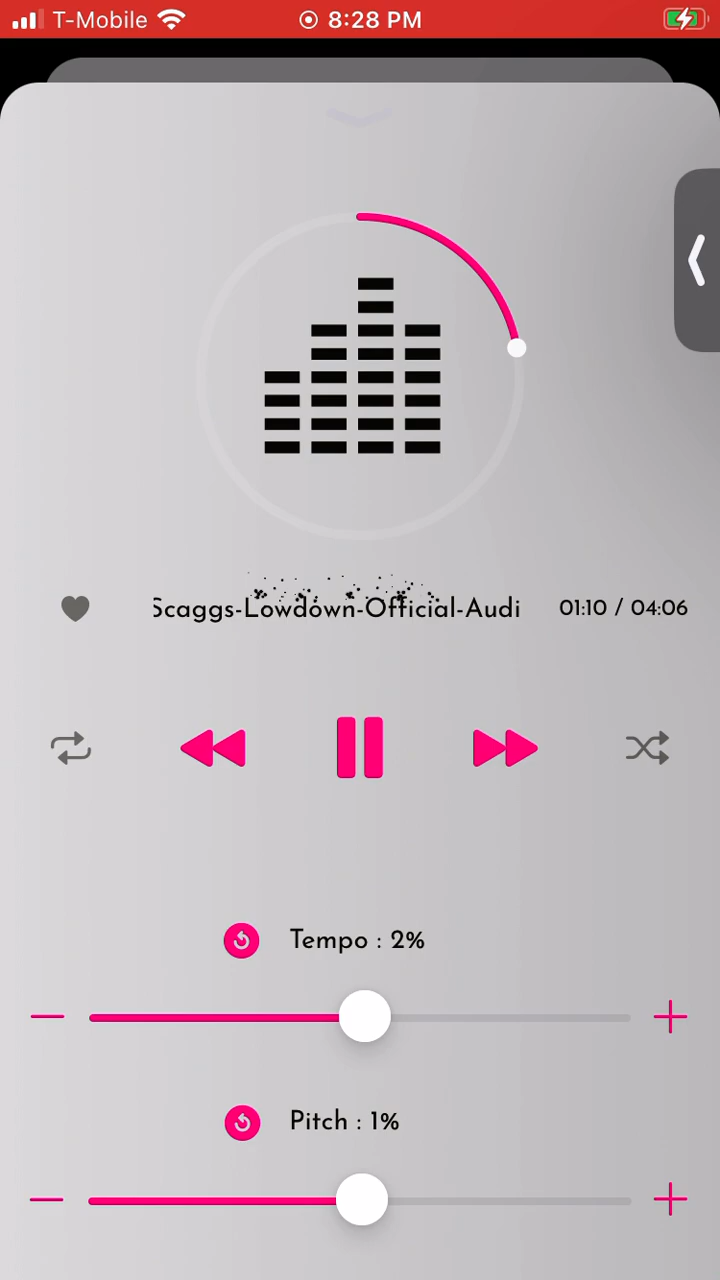 T-Mobile 8:28 PM
Scaggs-Lowdown-Official-Audi 01:10 / 04:06
Tempo : 2%
Pitch : 1%